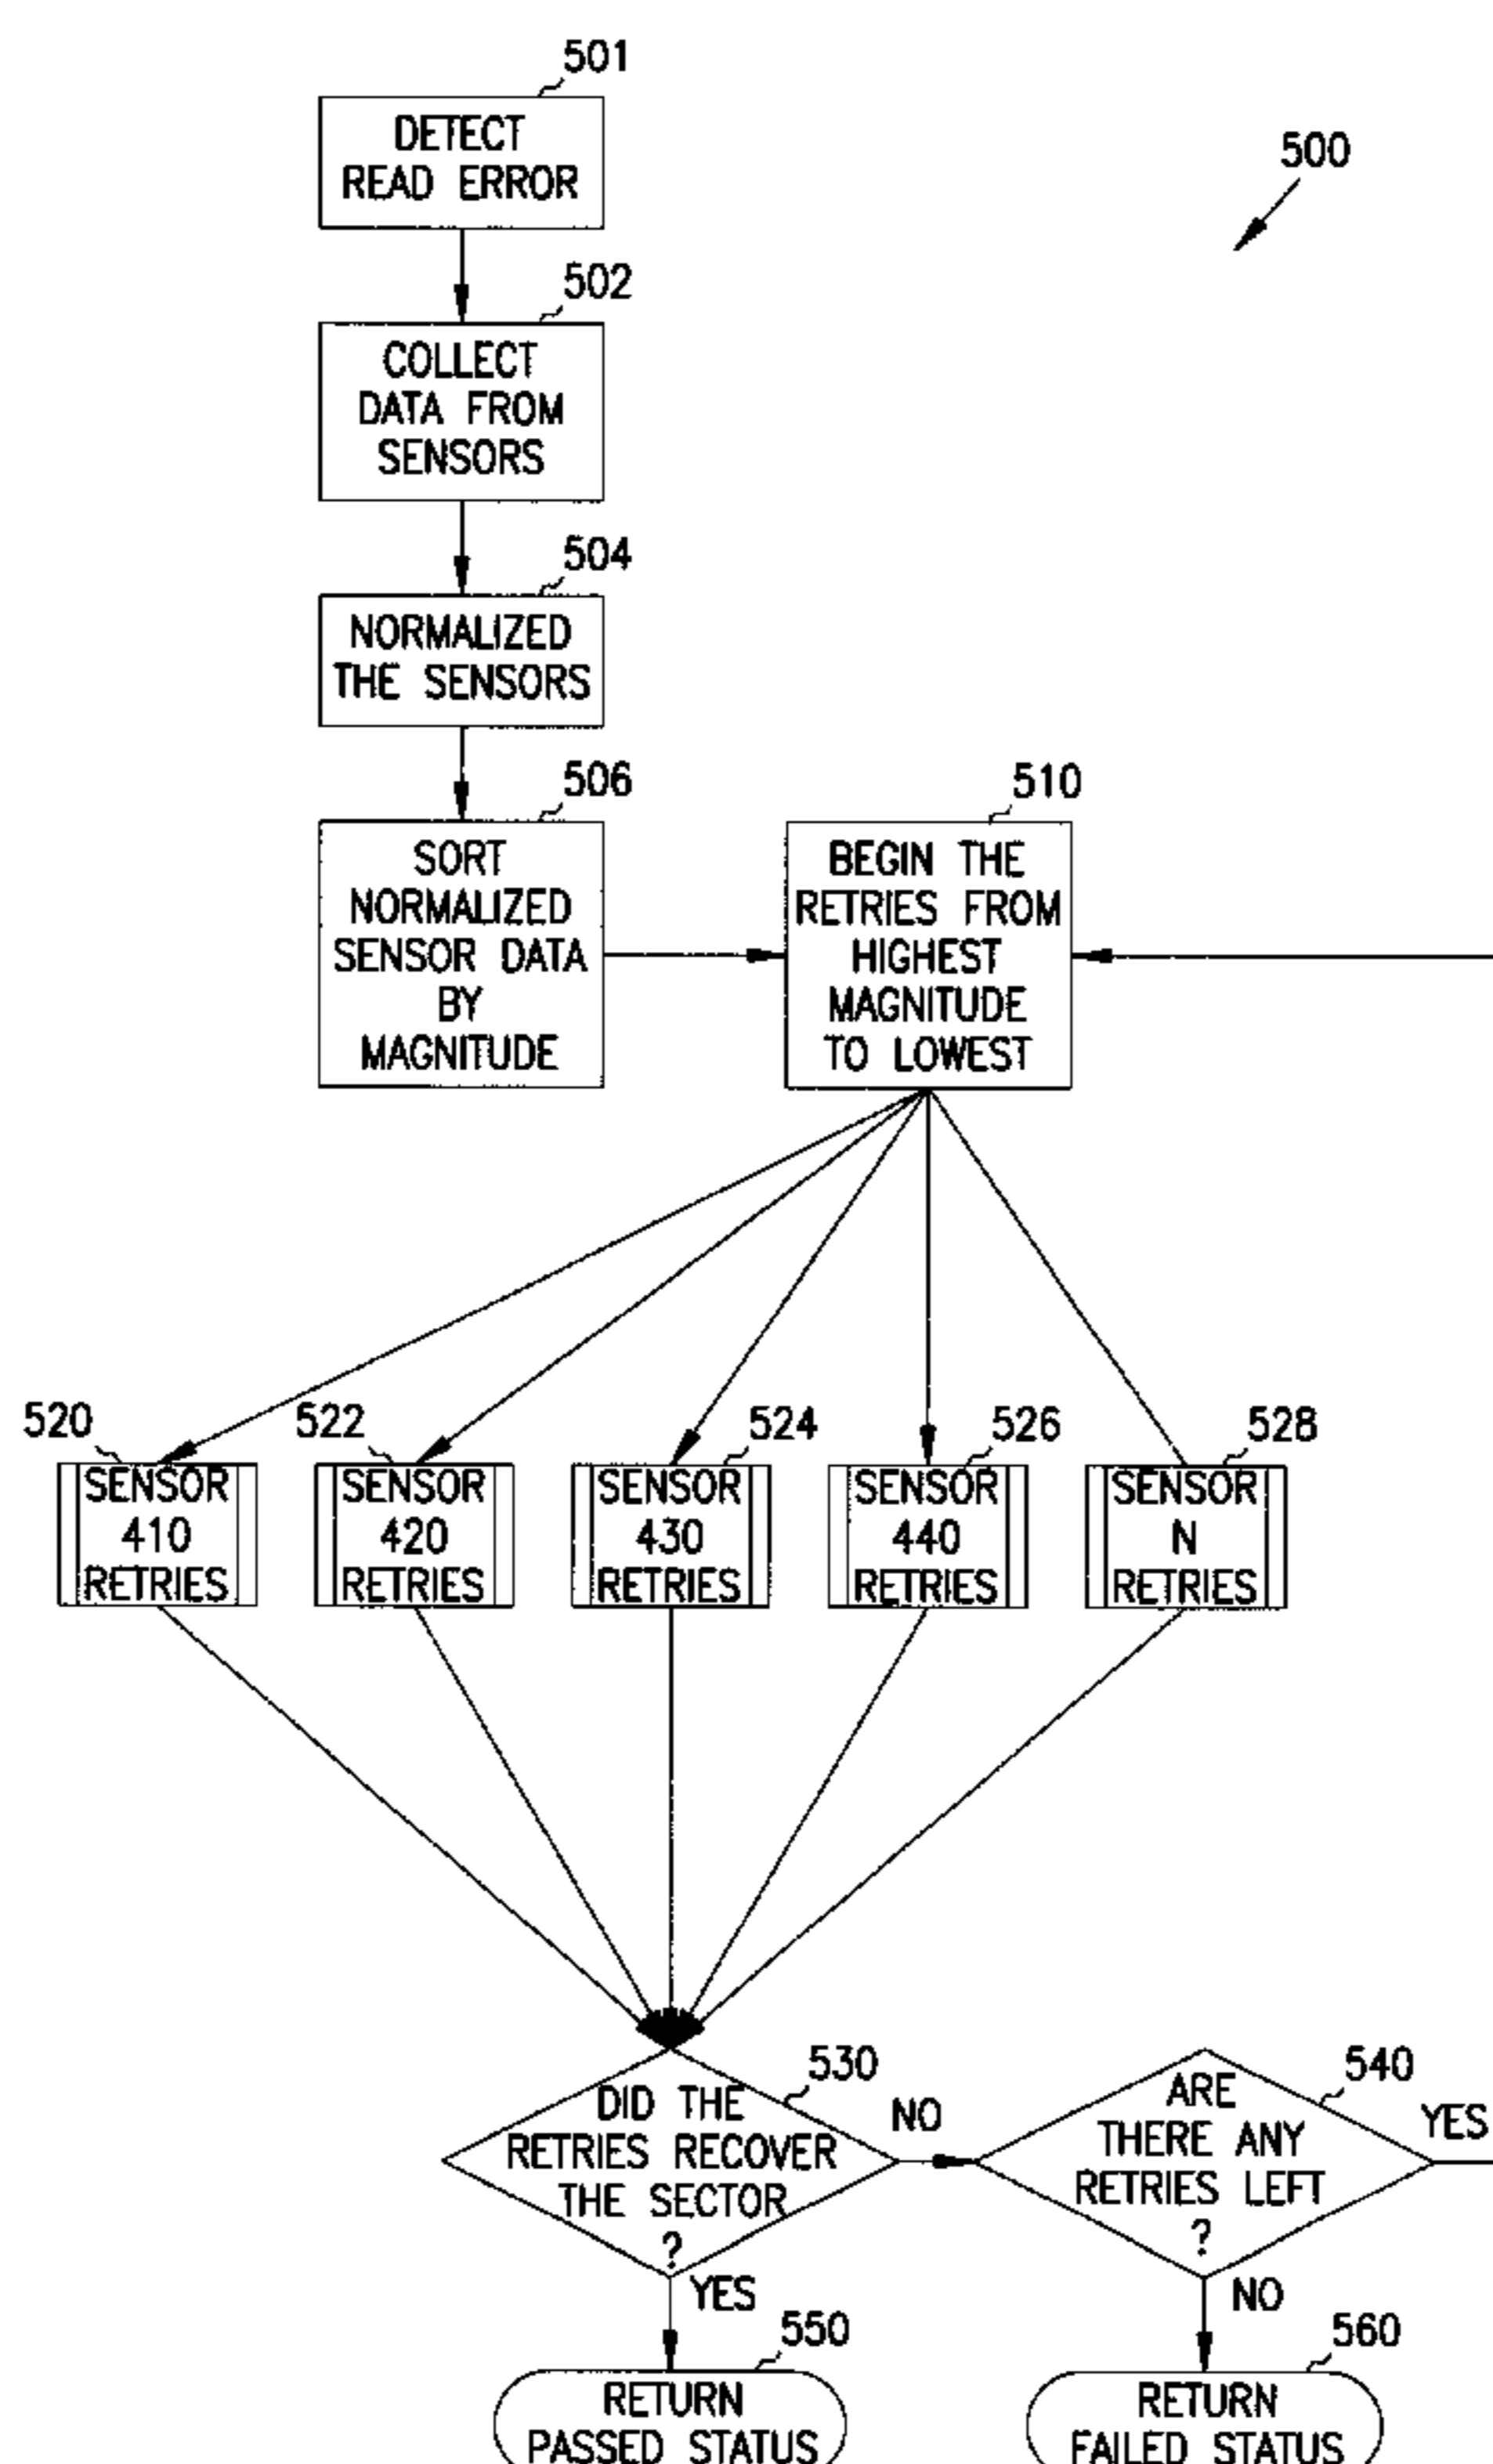 501
DETECT
READ ERROR
500
502
COLLECT
DATA FROM
SENSORS
504
NORMALIZED
THE SENSORS
506
SORT
NORMALIZED
SENSOR DATA
BY
MAGNITUDE
510
BEGIN THE
RETRIES FROM
HIGHEST
MAGNITUDE
TO LOWEST
520
SENSOR
410
RETRIES
522
SENSOR
420
RETRIES
524
SENSOR
430
RETRIES
526
SENSOR
440
RETRIES
528
SENSOR
N
RETRIES
530
DID THE
RETRIES RECOVER
THE SECTOR
?
NO
YES
540
ARE
THERE ANY
RETRIES LEFT
?
YES
NO
550
RETURN
PASSED STATUS
560
RETURN
FAILED STATUS